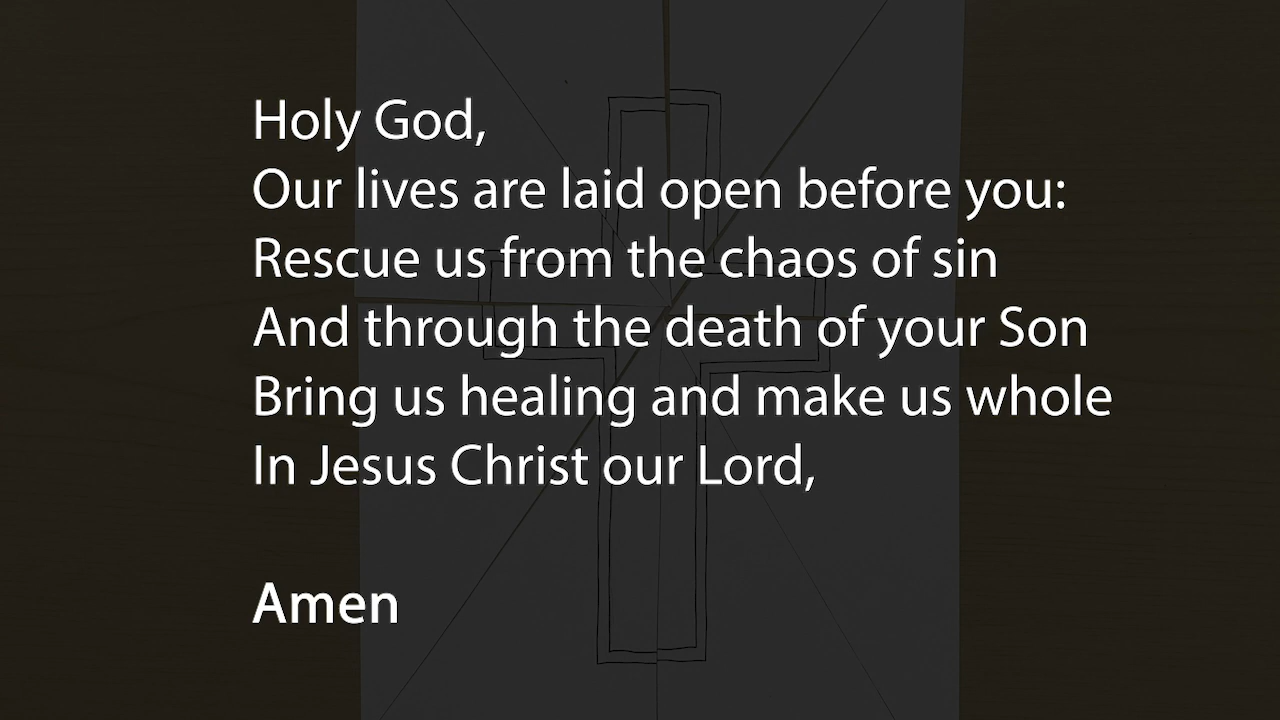 Holy God,
Our lives are laid open before you:
Rescue us from the chaos of sin
And through the death of your Son
Bring us healing and make us whole
In Jesus Christ our Lord,
Amen